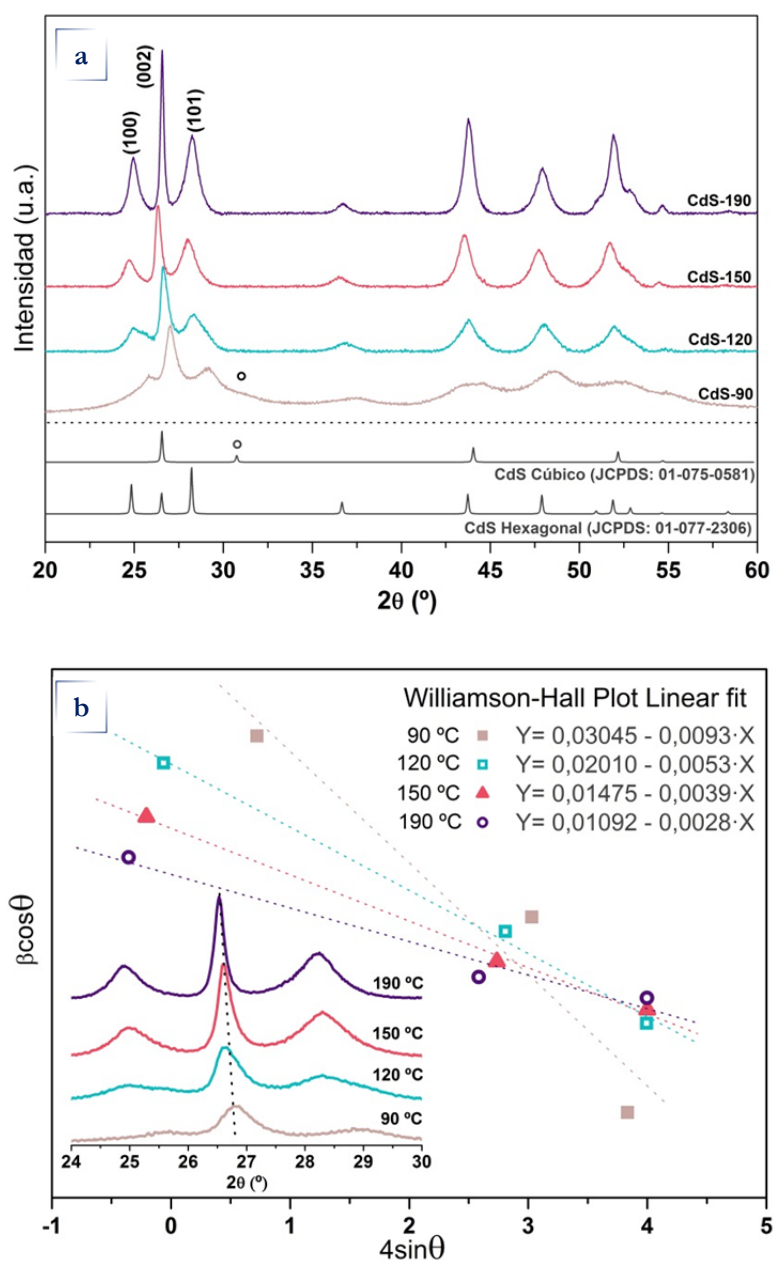 a
(100)
(002)
(101)
Intensidad (u.a.)
CdS-190
CdS-150
CdS-120
CdS-90
CdS Cúbico (JCPDS: 01-075-0581)
CdS Hexagonal (JCPDS: 01-077-2306)
20 25 30 35 40 45 50 55 60
2θ (º)
b
Williamson-Hall Plot Linear fit
90 ºC Y= 0,03045 - 0,0093·X
120 ºC Y= 0,02010 - 0,0053·X
150 ºC Y= 0,01475 - 0,0039·X
190 ºC Y= 0,01092 - 0,0028·X
βcosθ
190 ºC
150 ºC
120 ºC
90 ºC
24 25 26 27 28 29 30
2θ (º)
-1 0 1 2 3 4 5
4sinθ